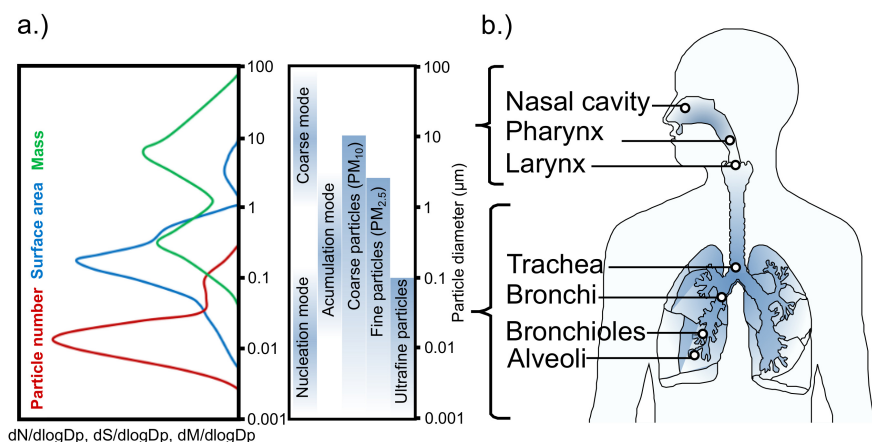 a.)
Particle number
Surface area
Mass
100
10
1
0.1
0.01
0.001
dN/dlogDp, dS/dlogDp, dM/dlogDp
Nucleation mode
Coarse mode
Acumulation mode
Coarse particles (PM10)
Fine particles (PM2.5)
Ultrafine particles
100
10
1
0.1
0.01
0.001
Particle diameter (µm)
b.)
Nasal cavity
Pharynx
Larynx
Trachea
Bronchi
Bronchioles
Alveoli